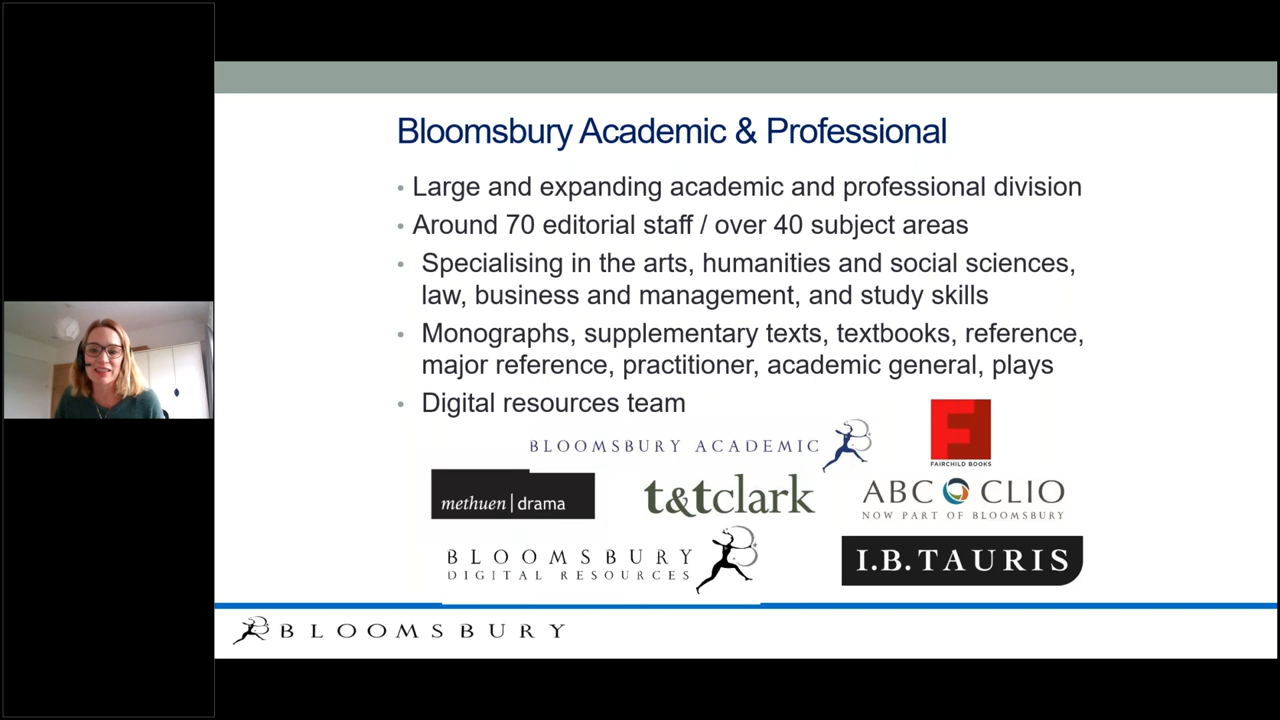 Bloomsbury Academic & Professional
• Large and expanding academic and professional division
• Around 70 editorial staff / over 40 subject areas
• Specialising in the arts, humanities and social sciences,
law, business and management, and study skills
• Monographs, supplementary texts, textbooks, reference,
major reference, practitioner, academic general, plays
• Digital resources team
BLOOMSBURY ACADEMIC
F
FAIRCHILD BOOKS
methuen | drama
t&tclark
ABC CLIO
NOW PART OF BLOOMSBURY
BLOOMSBURY
DIGITAL RESOURCES
I.B.TAURIS
BLOOMSBURY